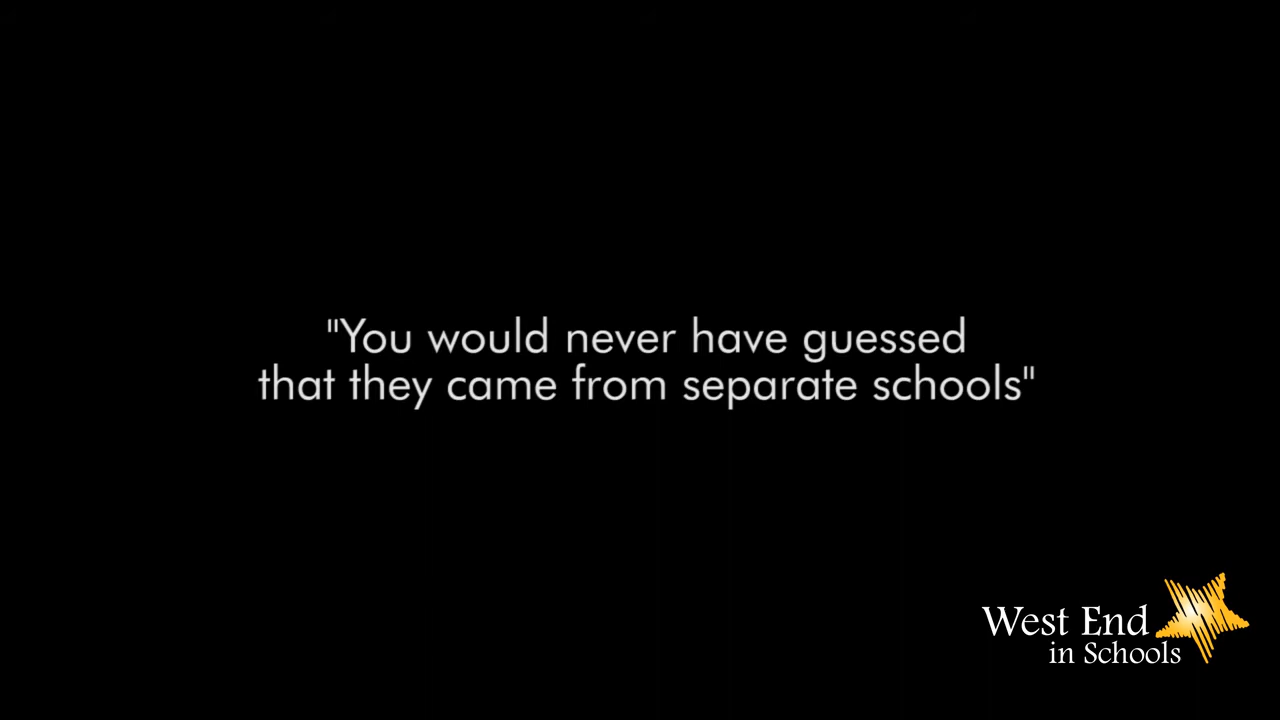 "You would never have guessed
that they came from separate schools"
West End
in Schools